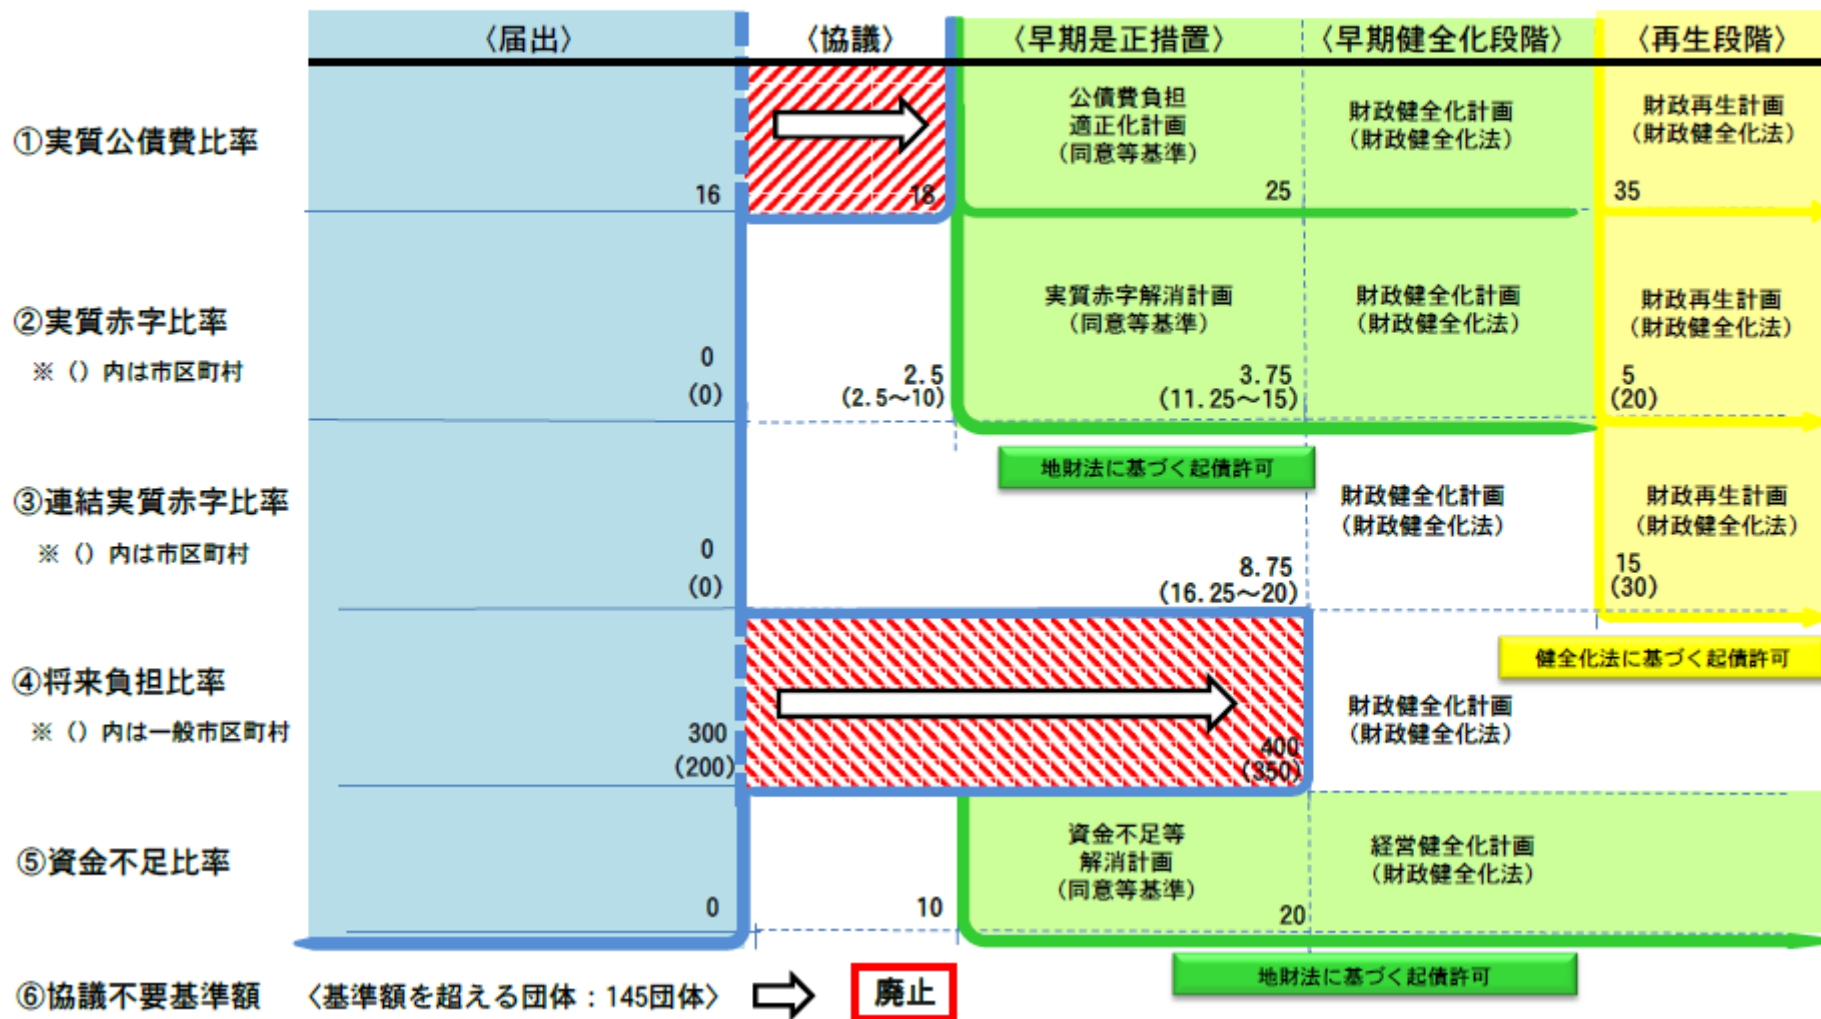 〈届出〉
〈協議〉
〈早期是正措置〉
〈早期健全化段階〉
〈再生段階〉
①実質公債費比率
16
18
公債費負担
適正化計画
（同意等基準）
25
財政健全化計画
（財政健全化法）
財政再生計画
（財政健全化法）
35
②実質赤字比率
※（）内は市区町村
0
(0)
2.5
(2.5～10)
実質赤字解消計画
（同意等基準）
3.75
(11.25～15)
財政健全化計画
（財政健全化法）
財政再生計画
（財政健全化法）
5
(20)
地財法に基づく起債許可
③連結実質赤字比率
※（）内は市区町村
0
(0)
8.75
(16.25～20)
財政健全化計画
（財政健全化法）
財政再生計画
（財政健全化法）
15
(30)
健全化法に基づく起債許可
④将来負担比率
※（）内は一般市区町村
300
(200)
400
(350)
財政健全化計画
（財政健全化法）
⑤資金不足比率
0
10
資金不足等
解消計画
（同意等基準）
20
経営健全化計画
（財政健全化法）
地財法に基づく起債許可
⑥協議不要基準額 〈基準額を超える団体：145団体〉 廃止